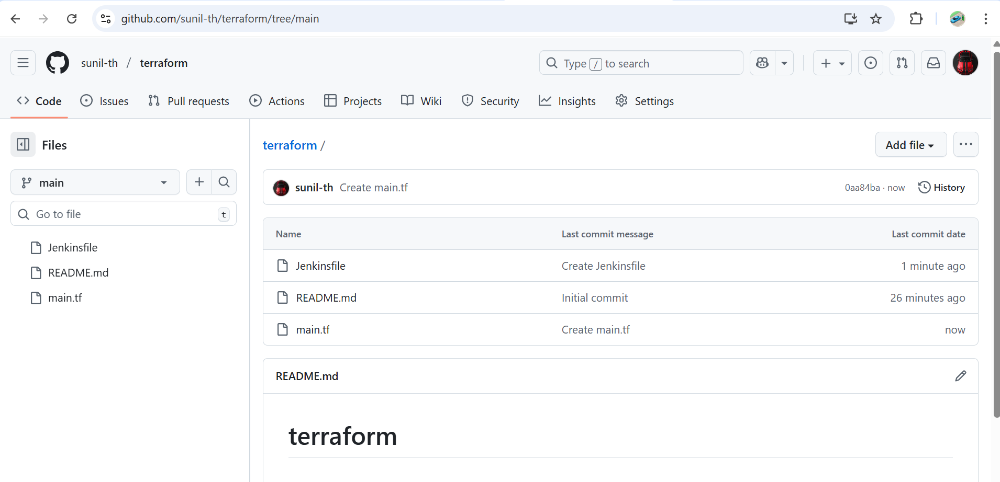 github.com/sunil-th/terraform/tree/main
sunil-th / terraform
Type / to search
Code
Issues
Pull requests
Actions
Projects
Wiki
Security
Insights
Settings
Files
main
Go to file
t
Jenkinsfile
README.md
main.tf
terraform /
Add file
sunil-th Create main.tf
0aa84ba · now
History
Name Last commit message Last commit date
Jenkinsfile Create Jenkinsfile 1 minute ago
README.md Initial commit 26 minutes ago
main.tf Create main.tf now
README.md
terraform